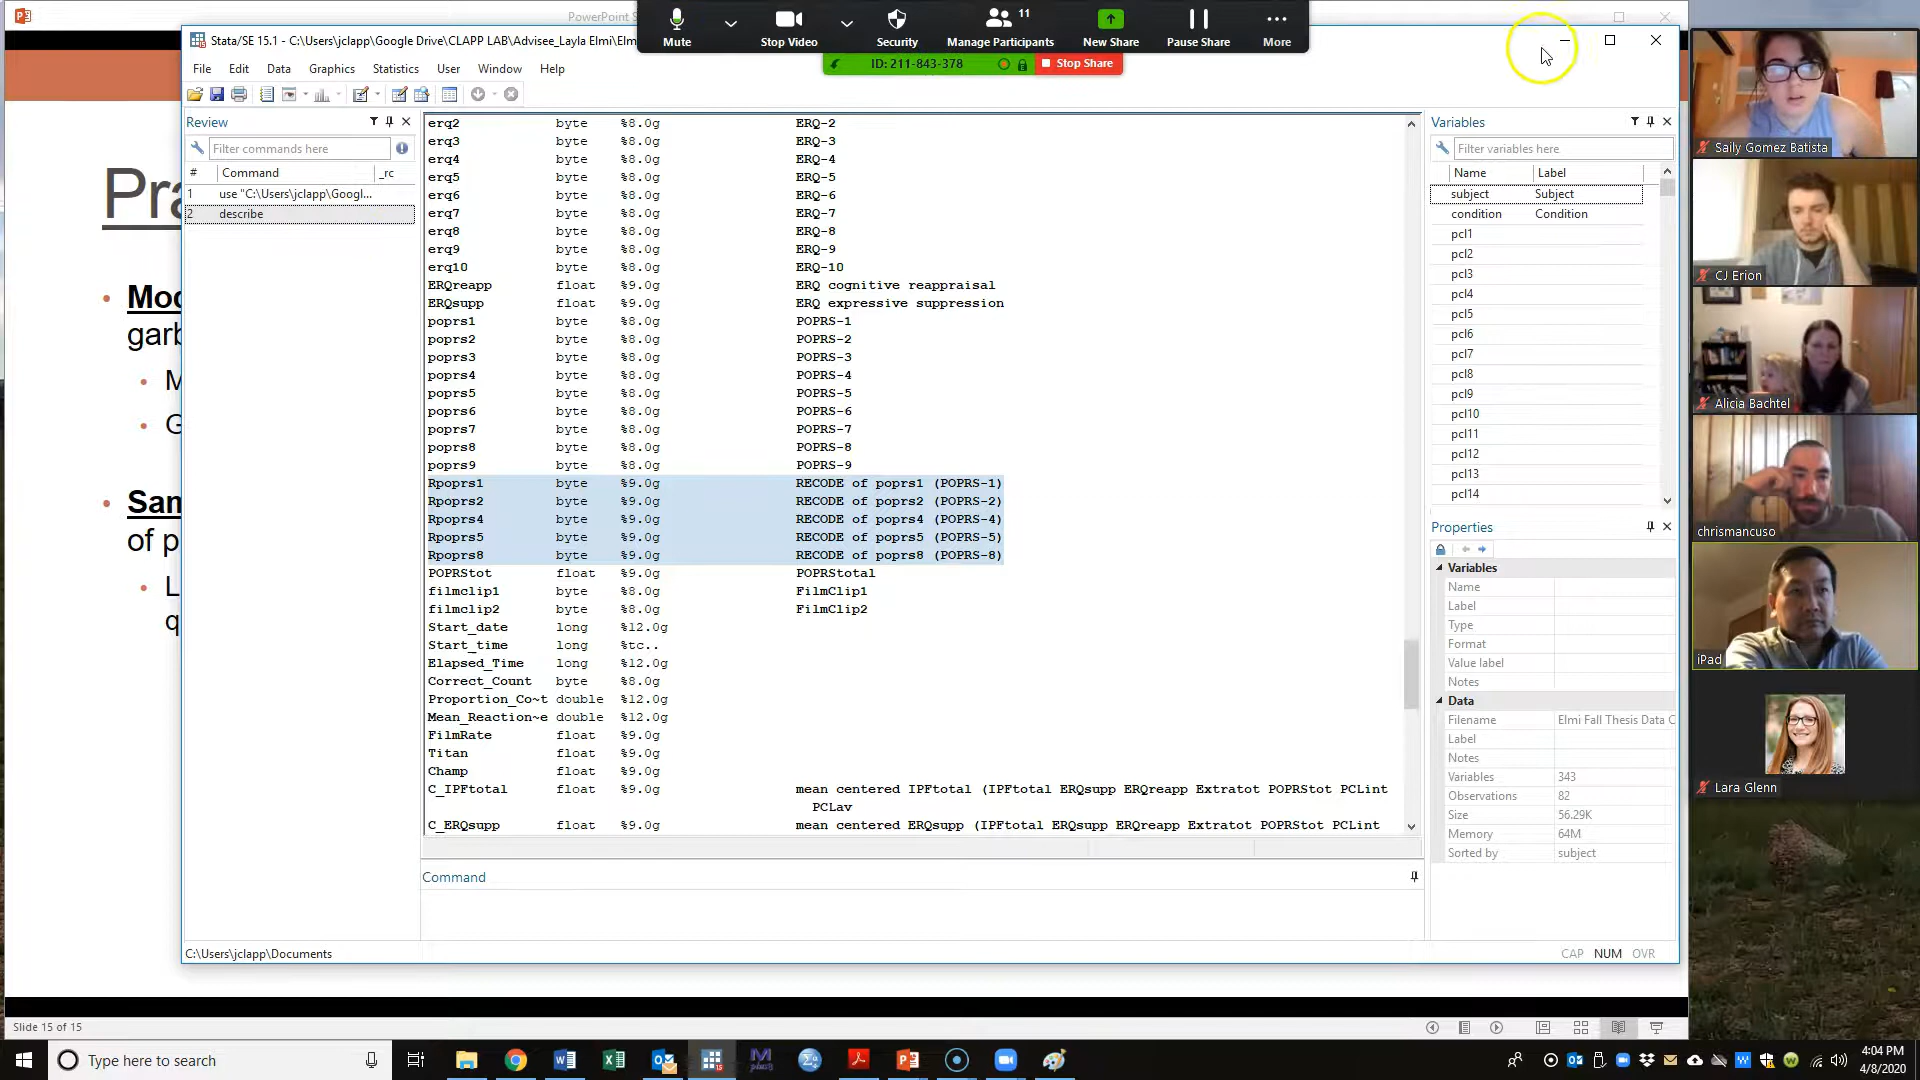 PowerPoint S
Mute
Stop Video
Security
Manage Participants
11
New Share
Pause Share
More
ID: 211-843-378
Stop Share
Stata/SE 15.1 - C:\Users\jclapp\Google Drive\CLAPP LAB\Advisee_Layla Elmi\Elm
File Edit Data Graphics Statistics User Window Help
Review
Filter commands here
# Command _rc
1 use "C:\Users\jclapp\Googl...
2 describe
erq2 byte %8.0g ERQ-2
erq3 byte %8.0g ERQ-3
erq4 byte %8.0g ERQ-4
erq5 byte %8.0g ERQ-5
erq6 byte %8.0g ERQ-6
erq7 byte %8.0g ERQ-7
erq8 byte %8.0g ERQ-8
erq9 byte %8.0g ERQ-9
erq10 byte %8.0g ERQ-10
ERQreapp float %9.0g ERQ cognitive reappraisal
ERQsupp float %9.0g ERQ expressive suppression
poprs1 byte %8.0g POPRS-1
poprs2 byte %8.0g POPRS-2
poprs3 byte %8.0g POPRS-3
poprs4 byte %8.0g POPRS-4
poprs5 byte %8.0g POPRS-5
poprs6 byte %8.0g POPRS-6
poprs7 byte %8.0g POPRS-7
poprs8 byte %8.0g POPRS-8
poprs9 byte %8.0g POPRS-9
Rpoprs1 byte %9.0g RECODE of poprs1 (POPRS-1)
Rpoprs2 byte %9.0g RECODE of poprs2 (POPRS-2)
Rpoprs4 byte %9.0g RECODE of poprs4 (POPRS-4)
Rpoprs5 byte %9.0g RECODE of poprs5 (POPRS-5)
Rpoprs8 byte %9.0g RECODE of poprs8 (POPRS-8)
POPRStot float %9.0g POPRStotal
filmclip1 byte %8.0g FilmClip1
filmclip2 byte %8.0g FilmClip2
Start_date long %12.0g
Start_time long %tc..
Elapsed_Time long %12.0g
Correct_Count byte %8.0g
Proportion_Co~t double %12.0g
Mean_Reaction~e double %12.0g
FilmRate float %9.0g
Titan float %9.0g
Champ float %9.0g
C_IPFtotal float %9.0g mean centered IPFtotal (IPFtotal ERQsupp ERQreapp Extratot POPRStot PCLint
PCLav
C_ERQsupp float %9.0g mean centered ERQsupp (IPFtotal ERQsupp ERQreapp Extratot POPRStot PCLint
Command
C:\Users\jclapp\Documents
CAP NUM OVR
Variables
Filter variables here
Name Label
subject Subject
condition Condition
pcl1
pcl2
pcl3
pcl4
pcl5
pcl6
pcl7
pcl8
pcl9
pcl10
pcl11
pcl12
pcl13
pcl14
Properties
Variables
Name
Label
Type
Format
Value label
Notes
Data
Filename Elmi Fall Thesis Data C
Label
Notes
Variables 343
Observations 82
Size 56.29K
Memory 64M
Sorted by subject
Pra
Mod
garb
M
G
Sam
of p
L
q
Slide 15 of 15
Saily Gomez Batista
CJ Erion
Alicia Bachtel
chrismancuso
iPad
Lara Glenn
Type here to search
4:04 PM
4/8/2020